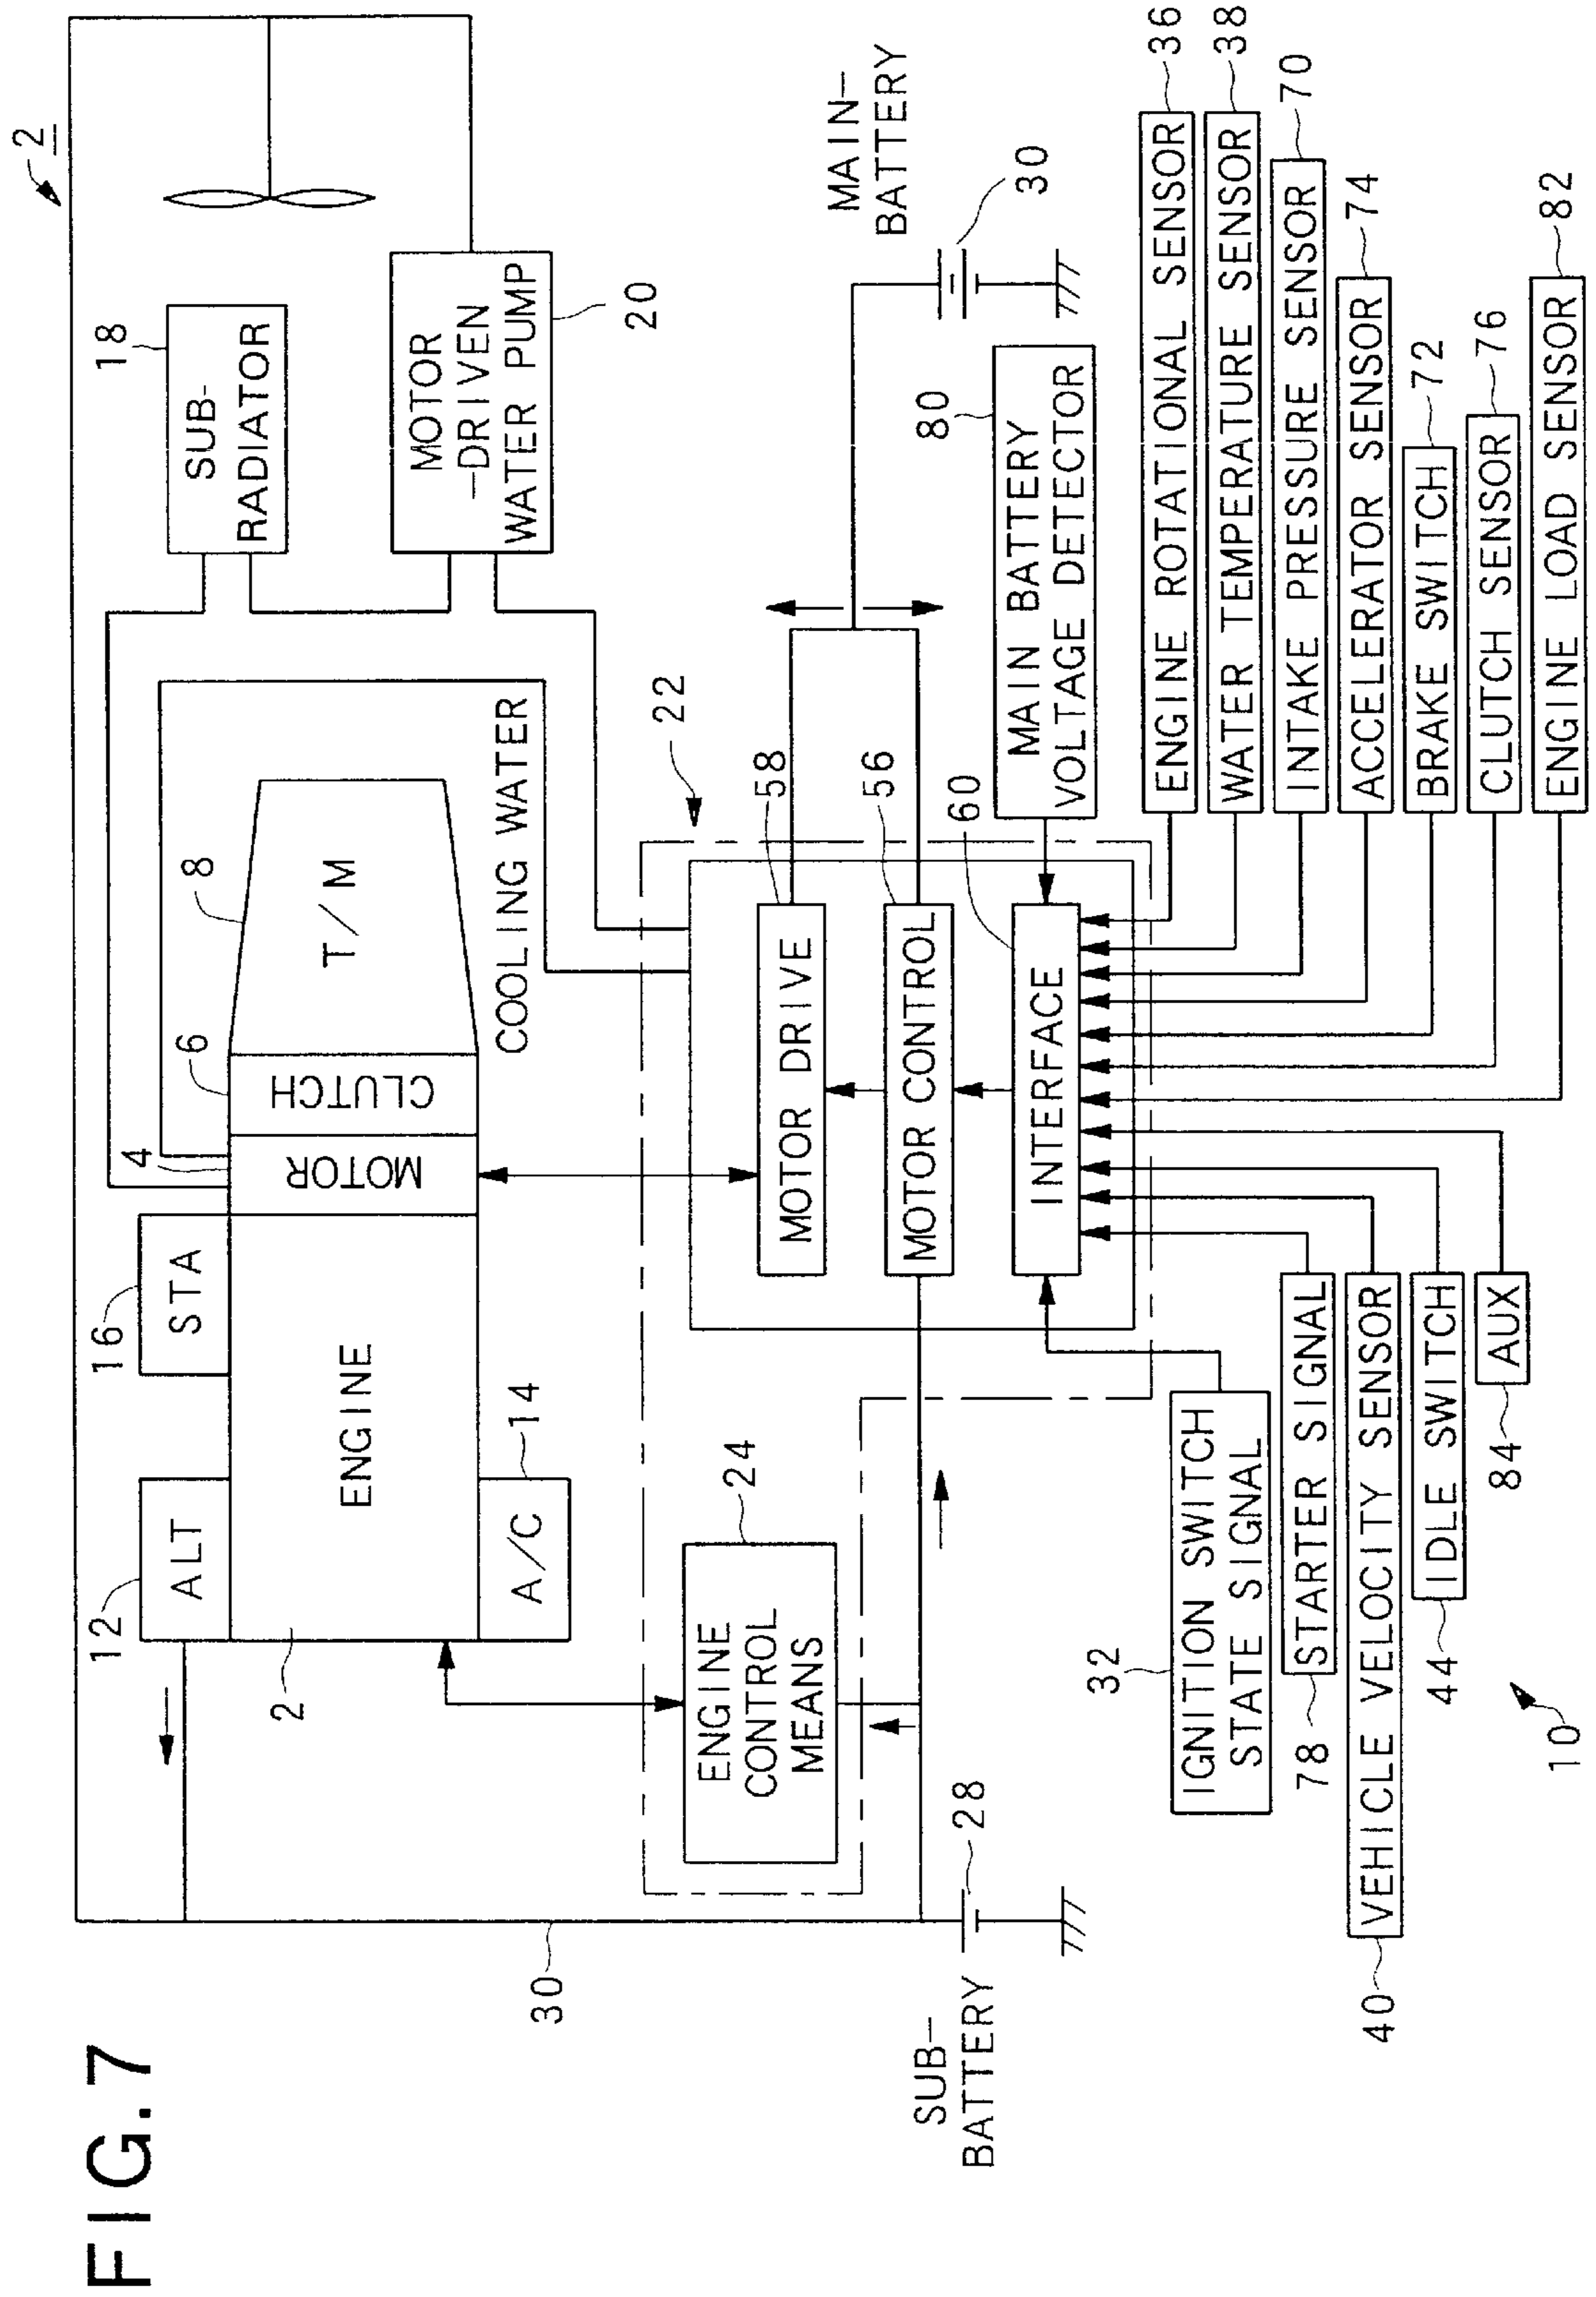 FIG.7
2
18
SUB-
RADIATOR
MOTOR
-DRIVEN
WATER PUMP
20
12
ALT
16
STA
4
6
8
2
ENGINE
MOTOR
CLUTCH
T/M
A/C
14
COOLING WATER
30
ENGINE
CONTROL
MEANS
24
22
MOTOR DRIVE
58
MOTOR CONTROL
56
INTERFACE
60
MAIN-
BATTERY
30
SUB-
BATTERY
28
80
MAIN BATTERY
VOLTAGE DETECTOR
32
IGNITION SWITCH
STATE SIGNAL
78
STARTER SIGNAL
40
VEHICLE VELOCITY SENSOR
44
IDLE SWITCH
84
AUX
10
ENGINE ROTATIONAL SENSOR
36
WATER TEMPERATURE SENSOR
38
INTAKE PRESSURE SENSOR
70
ACCELERATOR SENSOR
74
BRAKE SWITCH
72
CLUTCH SENSOR
76
ENGINE LOAD SENSOR
82